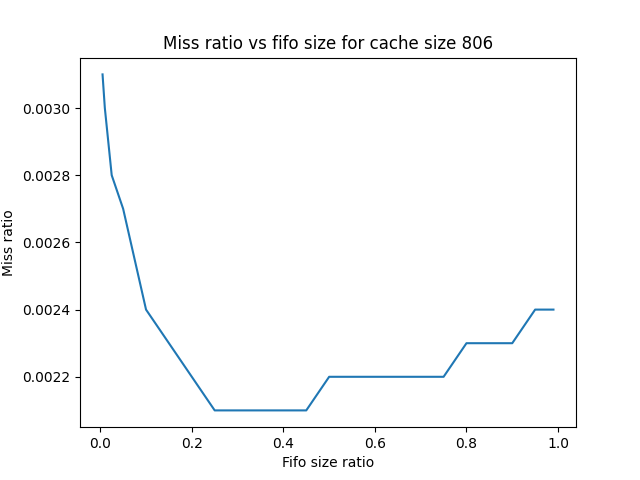 Miss ratio vs fifo size for cache size 806
Miss ratio
0.0030
0.0028
0.0026
0.0024
0.0022
0.0 0.2 0.4 0.6 0.8 1.0
Fifo size ratio